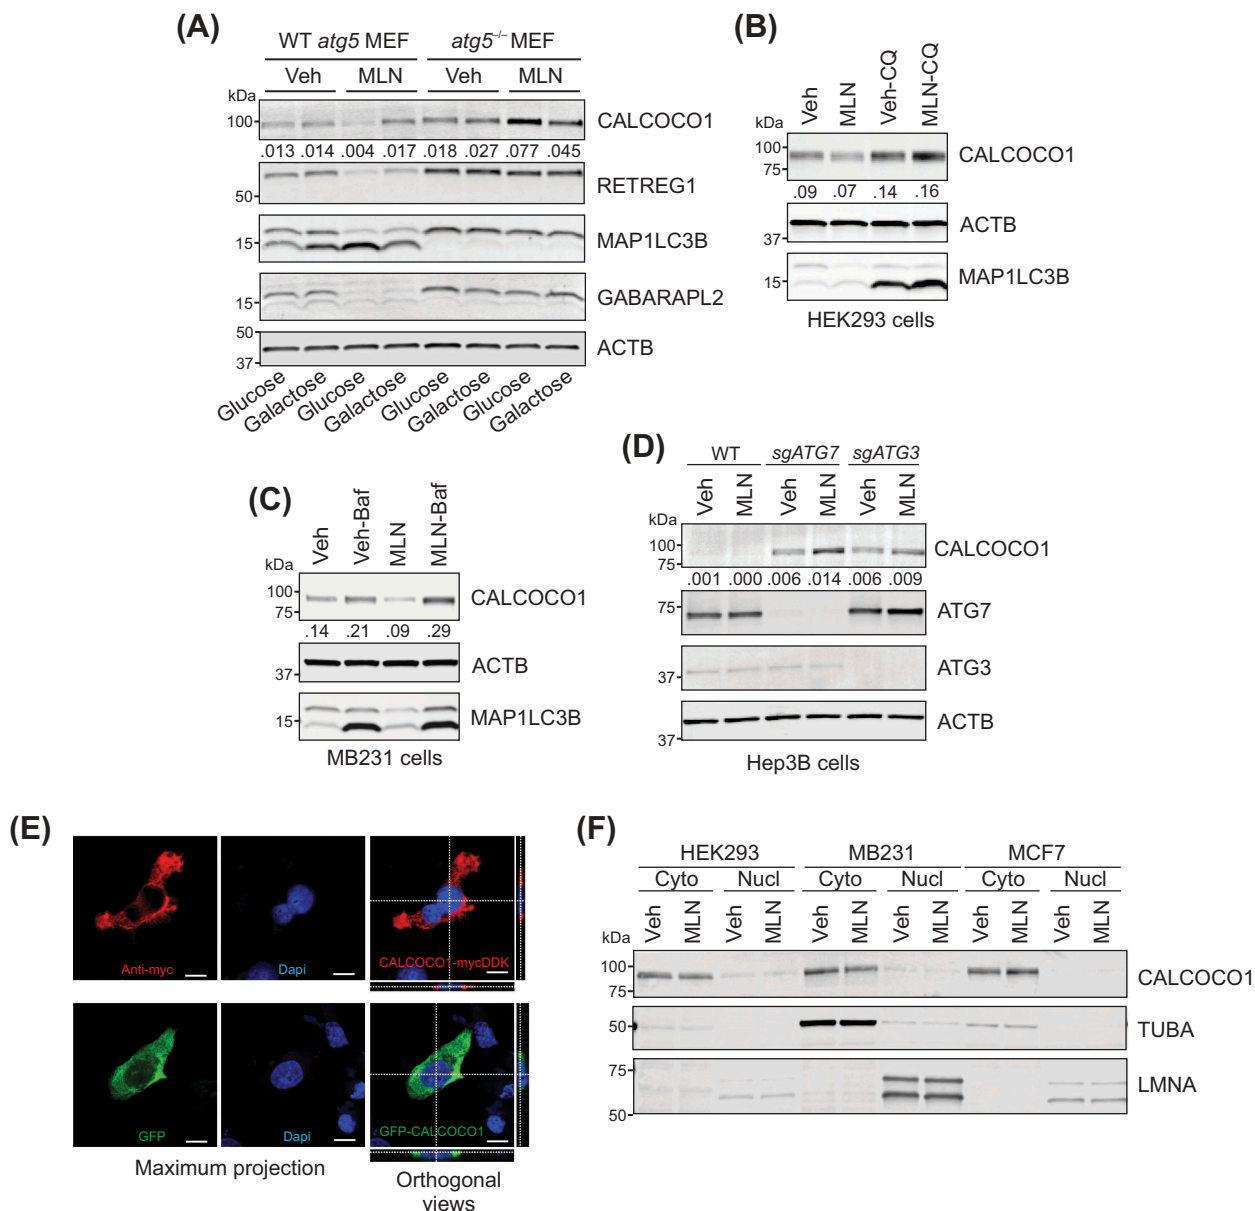 (A)
WT atg5 MEF atg5–/– MEF
Veh MLN Veh MLN
kDa
100 CALCOCO1
.013 .014 .004 .017 .018 .027 .077 .045
RETREG1
50
MAP1LC3B
15
GABARAPL2
15
50
ACTB
37
Glucose Galactose Glucose Galactose Glucose Galactose Glucose Galactose
(B)
Veh MLN Veh-CQ MLN-CQ
kDa
100
CALCOCO1
75
.09 .07 .14 .16
ACTB
37
MAP1LC3B
15
HEK293 cells
(C)
Veh Veh-Baf MLN MLN-Baf
kDa
100
CALCOCO1
75
.14 .21 .09 .29
ACTB
37
MAP1LC3B
15
MB231 cells
(D)
WT sgATG7 sgATG3
Veh MLN Veh MLN Veh MLN
kDa
100
CALCOCO1
75
.001 .000 .006 .014 .006 .009
75
ATG7
ATG3
37
ACTB
37
Hep3B cells
(E)
Anti-myc Dapi CALCOCO1-mycDDK
GFP Dapi GFP-CALCOCO1
Maximum projection
Orthogonal
views
(F)
HEK293 MB231 MCF7
Cyto Nucl Cyto Nucl Cyto Nucl
Veh MLN Veh MLN Veh MLN Veh MLN Veh MLN Veh MLN
kDa
100
CALCOCO1
75
50 TUBA
75
LMNA
50